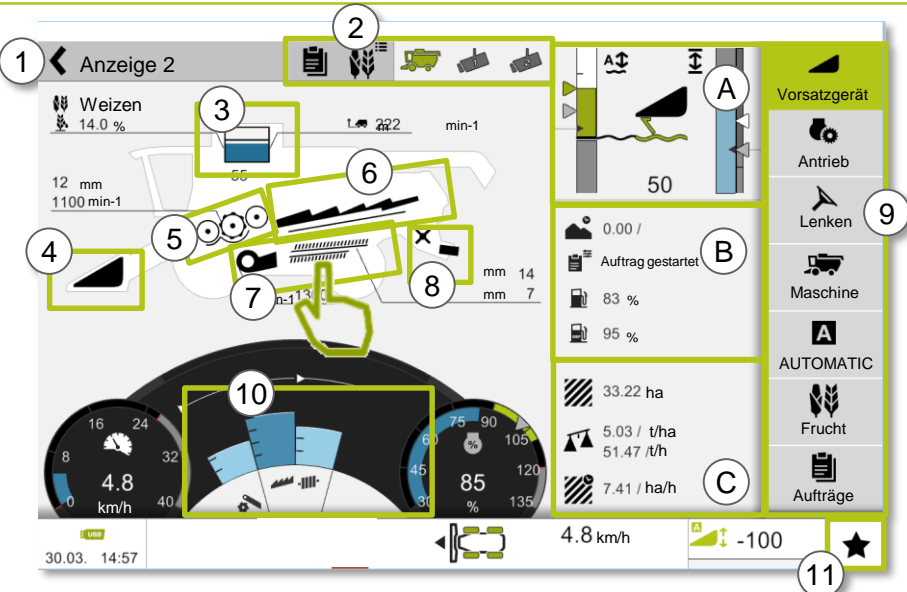 1
Anzeige 2
2
Weizen
14.0 %
3
min-1
55
12 mm
1100 min-1
6
5
4
7
8
mm 14
mm 7
10
16 24
8 32
0 40
4.8
km/h
75 90
60 105
45 120
30 135
%
85
%
A
50
B
0.00 /
Auftrag gestartet
83 %
95 %
33.22 ha
5.03 / t/ha
51.47 /t/h
7.41 / ha/h
C
Vorsatzgerät
Antrieb
Lenken
9
Maschine
A
AUTOMATIC
Frucht
Aufträge
USB
30.03. 14:57
4.8 km/h
A
-100
11